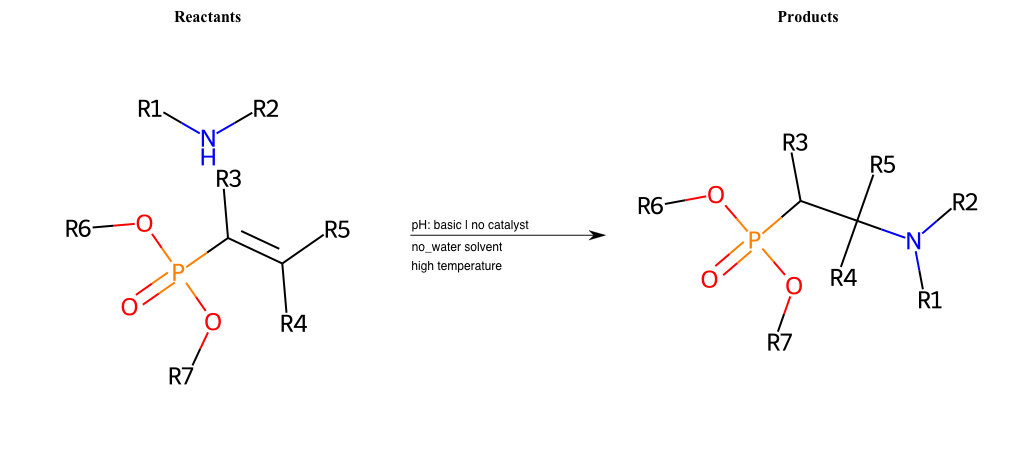 Reactants
Products
R1
R2
N
H
R3
R6
O
R5
P
O
O
R4
R7
pH: basic | no catalyst
no_water solvent
high temperature
R3
R5
R6
O
R2
P
N
O
O
R4
R1
R7